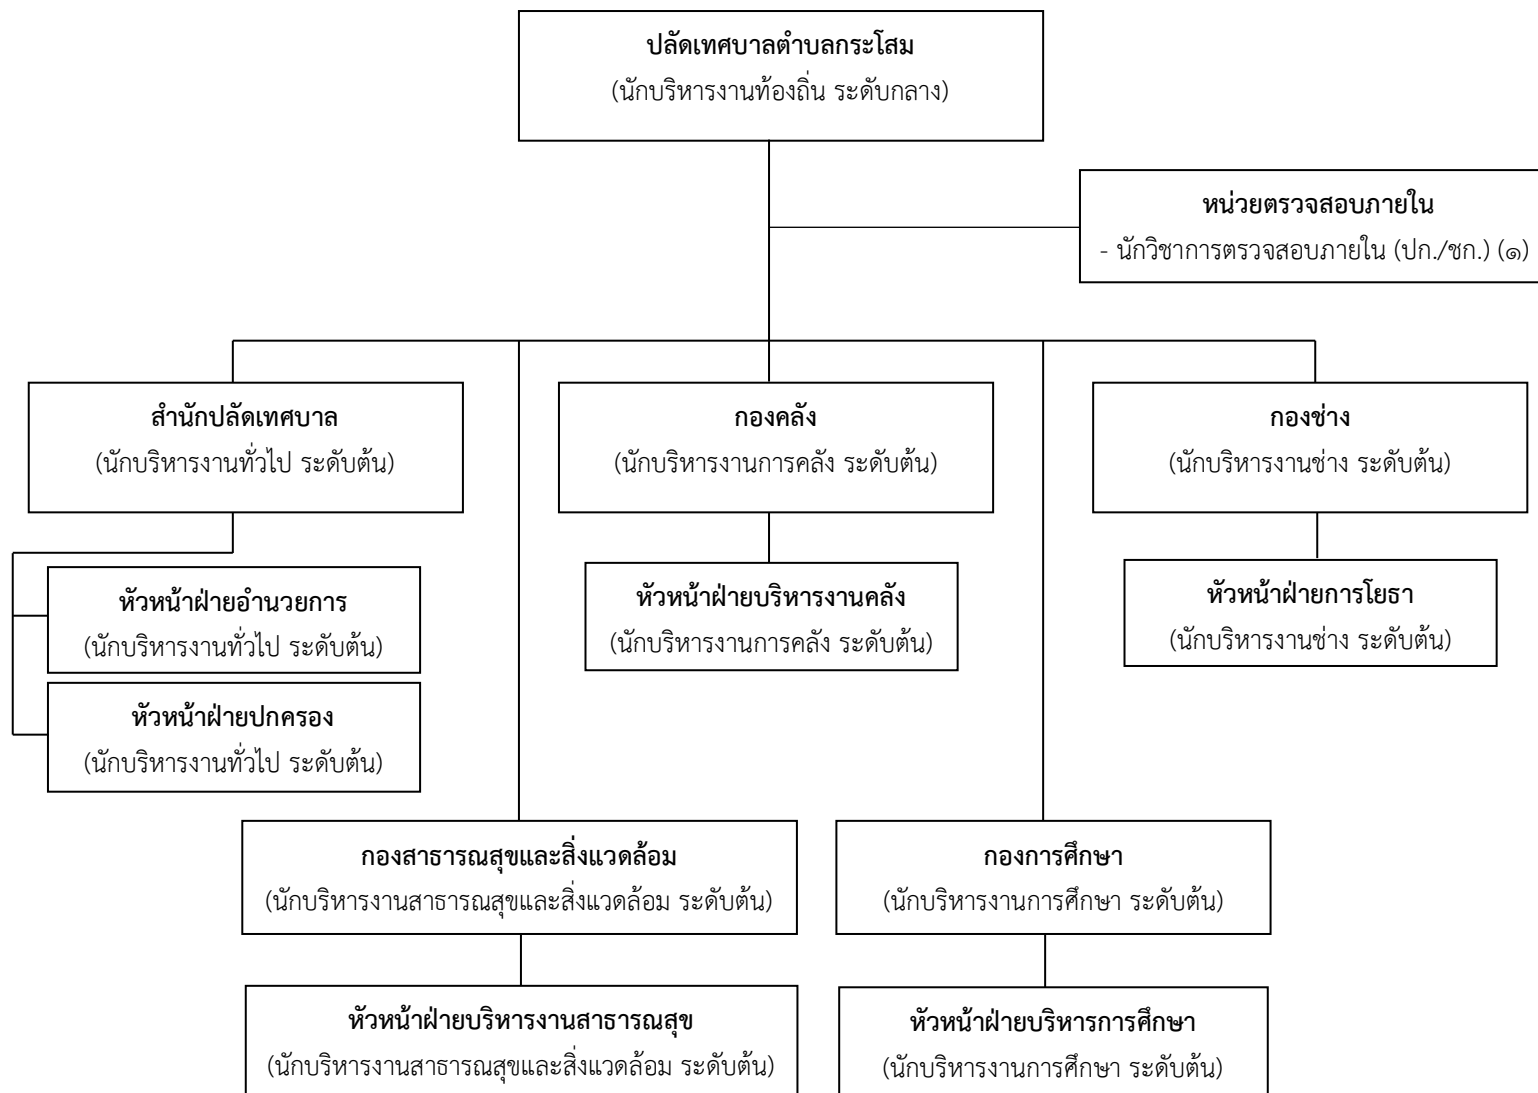 ปลัดเทศบาลตำบลกระโสม
(นักบริหารงานท้องถิ่น ระดับกลาง)
หน่วยตรวจสอบภายใน
- นักวิชาการตรวจสอบภายใน (ปก./ชก.) (๑)
สำนักปลัดเทศบาล
(นักบริหารงานทั่วไป ระดับต้น)
กองคลัง
(นักบริหารงานการคลัง ระดับต้น)
กองช่าง
(นักบริหารงานช่าง ระดับต้น)
หัวหน้าฝ่ายอำนวยการ
(นักบริหารงานทั่วไป ระดับต้น)
หัวหน้าฝ่ายบริหารงานคลัง
(นักบริหารงานการคลัง ระดับต้น)
หัวหน้าฝ่ายการโยธา
(นักบริหารงานช่าง ระดับต้น)
หัวหน้าฝ่ายปกครอง
(นักบริหารงานทั่วไป ระดับต้น)
กองสาธารณสุขและสิ่งแวดล้อม
(นักบริหารงานสาธารณสุขและสิ่งแวดล้อม ระดับต้น)
กองการศึกษา
(นักบริหารงานการศึกษา ระดับต้น)
หัวหน้าฝ่ายบริหารงานสาธารณสุข
(นักบริหารงานสาธารณสุขและสิ่งแวดล้อม ระดับต้น)
หัวหน้าฝ่ายบริหารการศึกษา
(นักบริหารงานการศึกษา ระดับต้น)